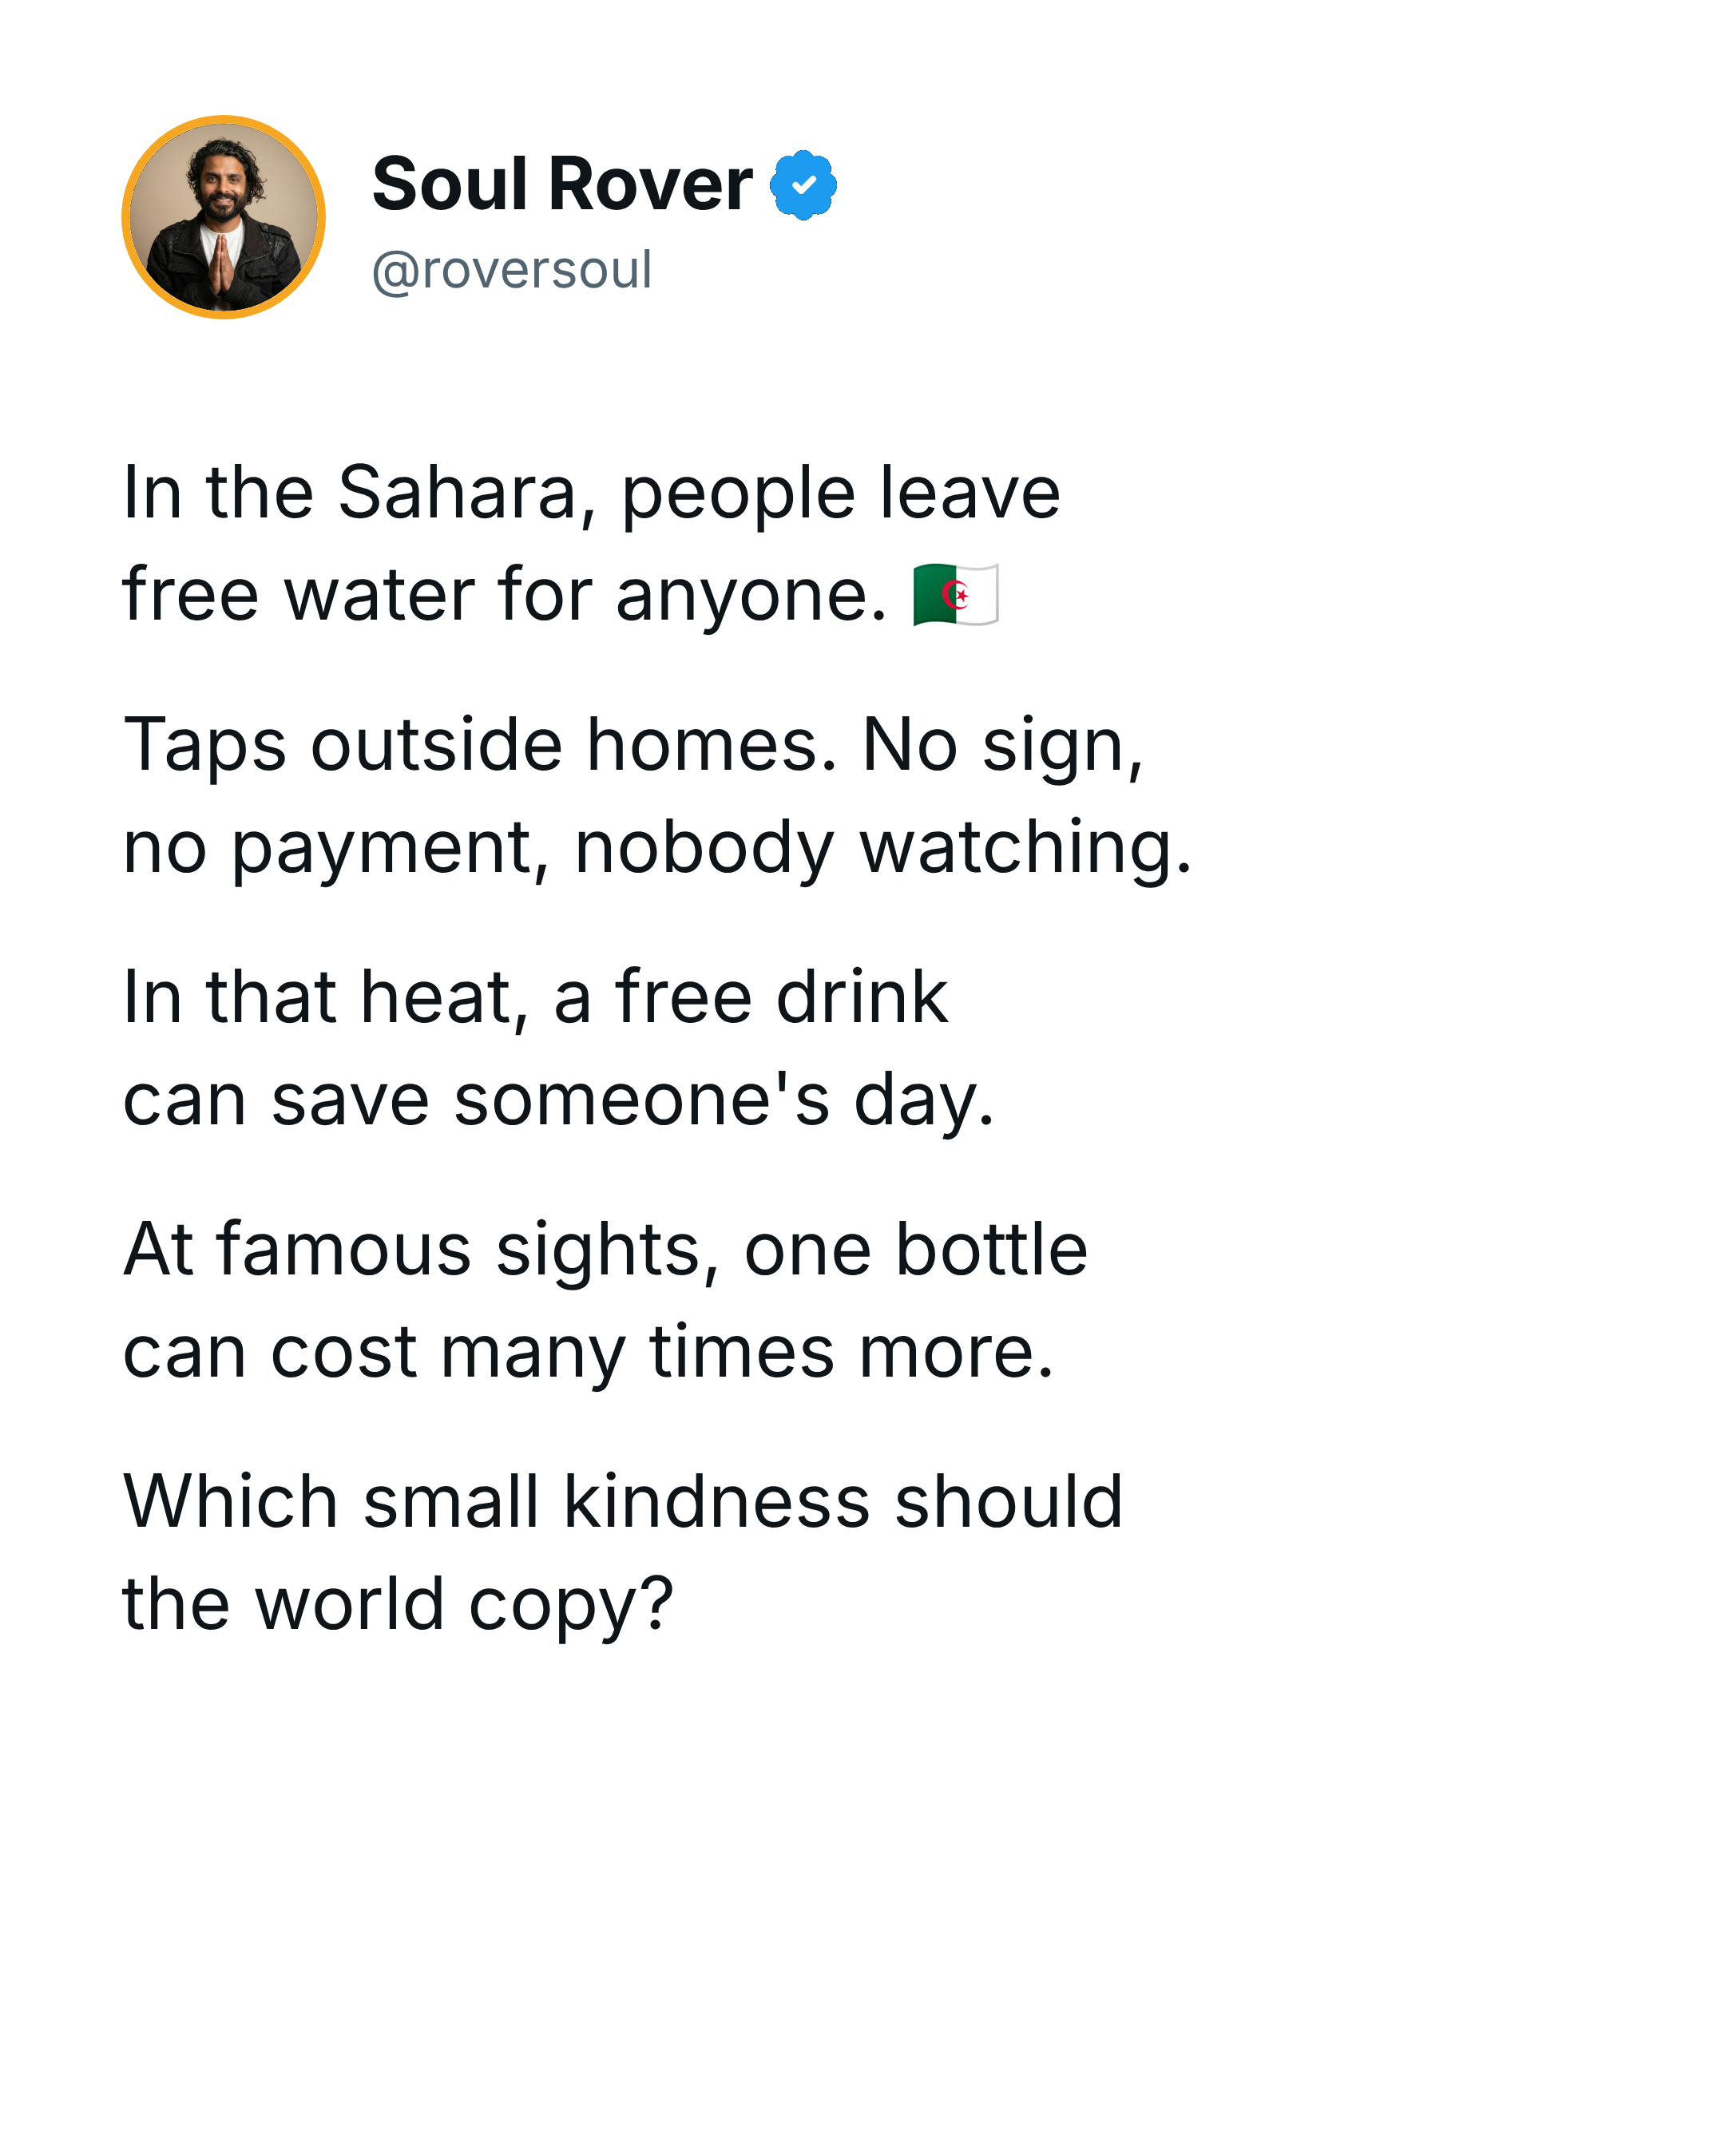 Soul Rover
@roversoul
In the Sahara, people leave
free water for anyone. 🇩🇿
Taps outside homes. No sign,
no payment, nobody watching.
In that heat, a free drink
can save someone's day.
At famous sights, one bottle
can cost many times more.
Which small kindness should
the world copy?